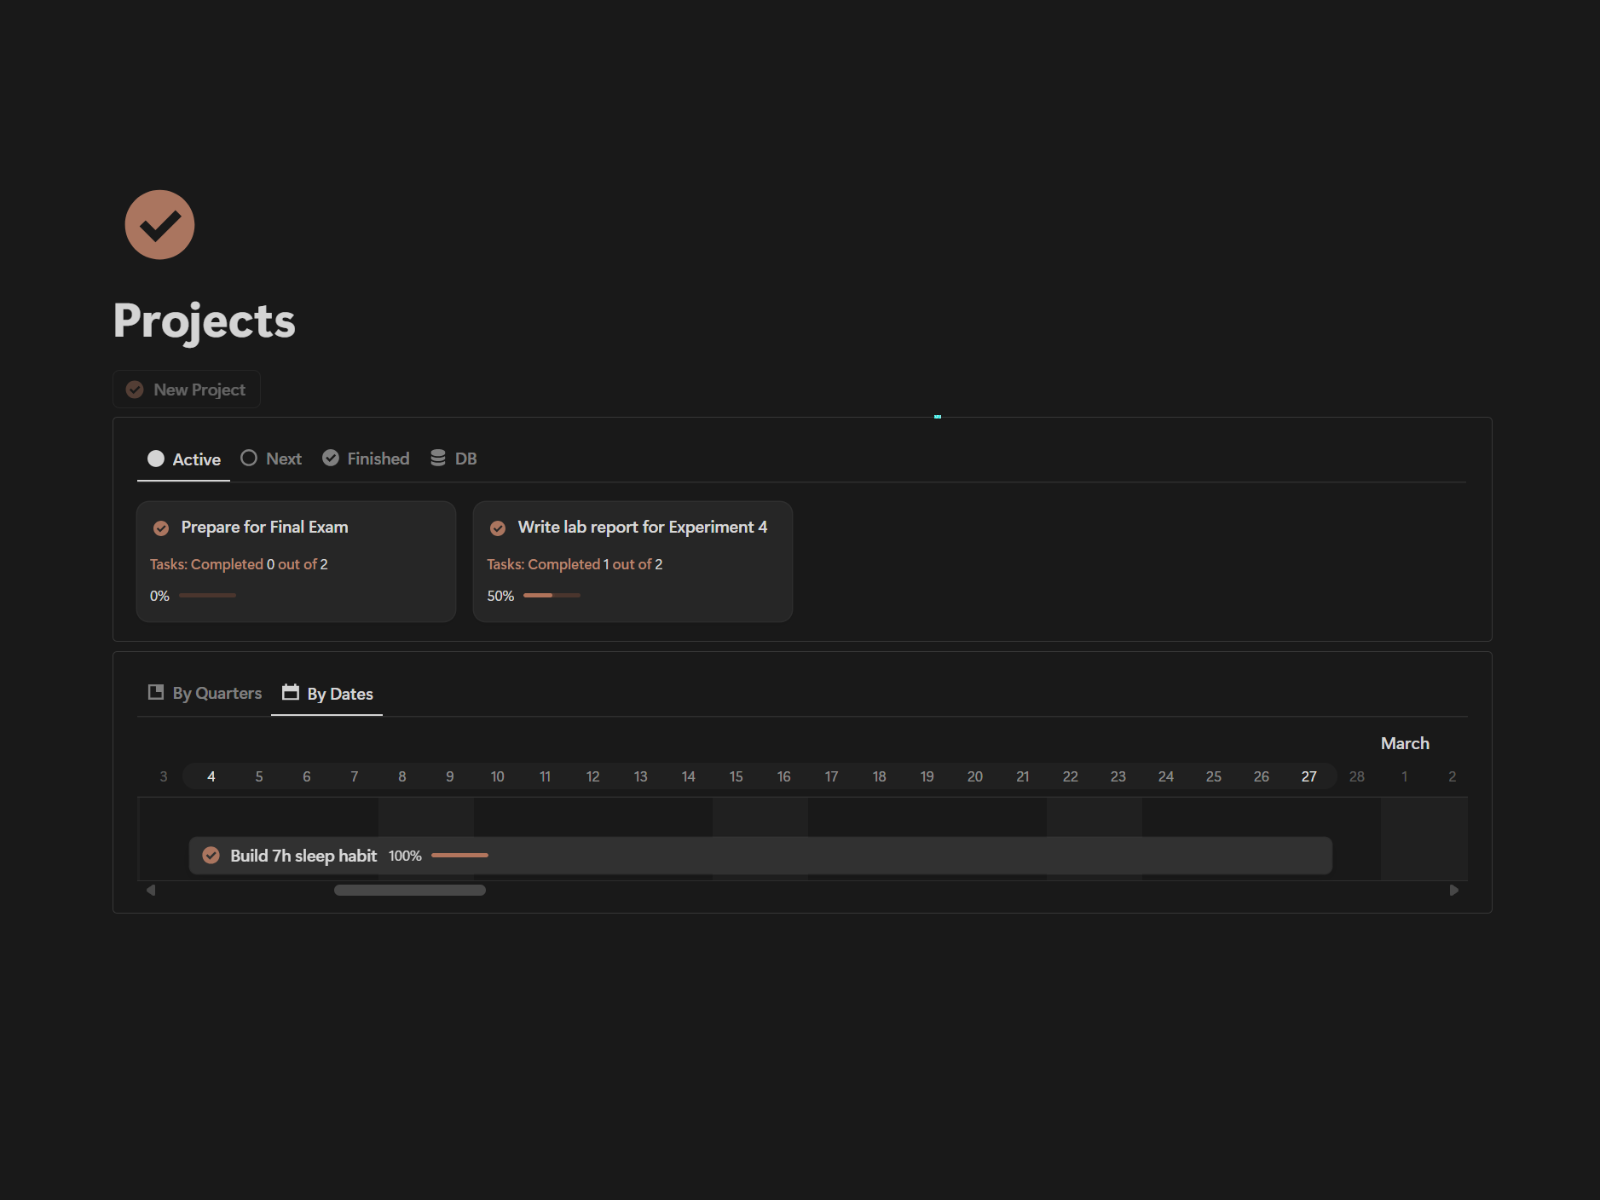 Projects
New Project
Active Next Finished DB
Prepare for Final Exam
Tasks: Completed 0 out of 2
0%
Write lab report for Experiment 4
Tasks: Completed 1 out of 2
50%
By Quarters By Dates
March
3 4 5 6 7 8 9 10 11 12 13 14 15 16 17 18 19 20 21 22 23 24 25 26 27 28 1 2
Build 7h sleep habit 100%